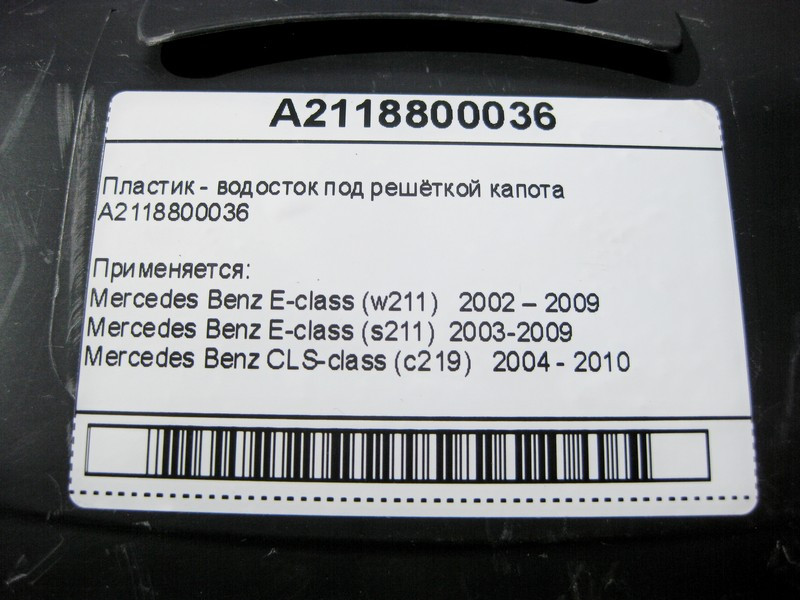 A2118800036
Пластик - водосток под решёткой капота
A2118800036
Применяется:
Mercedes Benz E-class (w211) 2002 – 2009
Mercedes Benz E-class (s211) 2003-2009
Mercedes Benz CLS-class (c219) 2004 - 2010